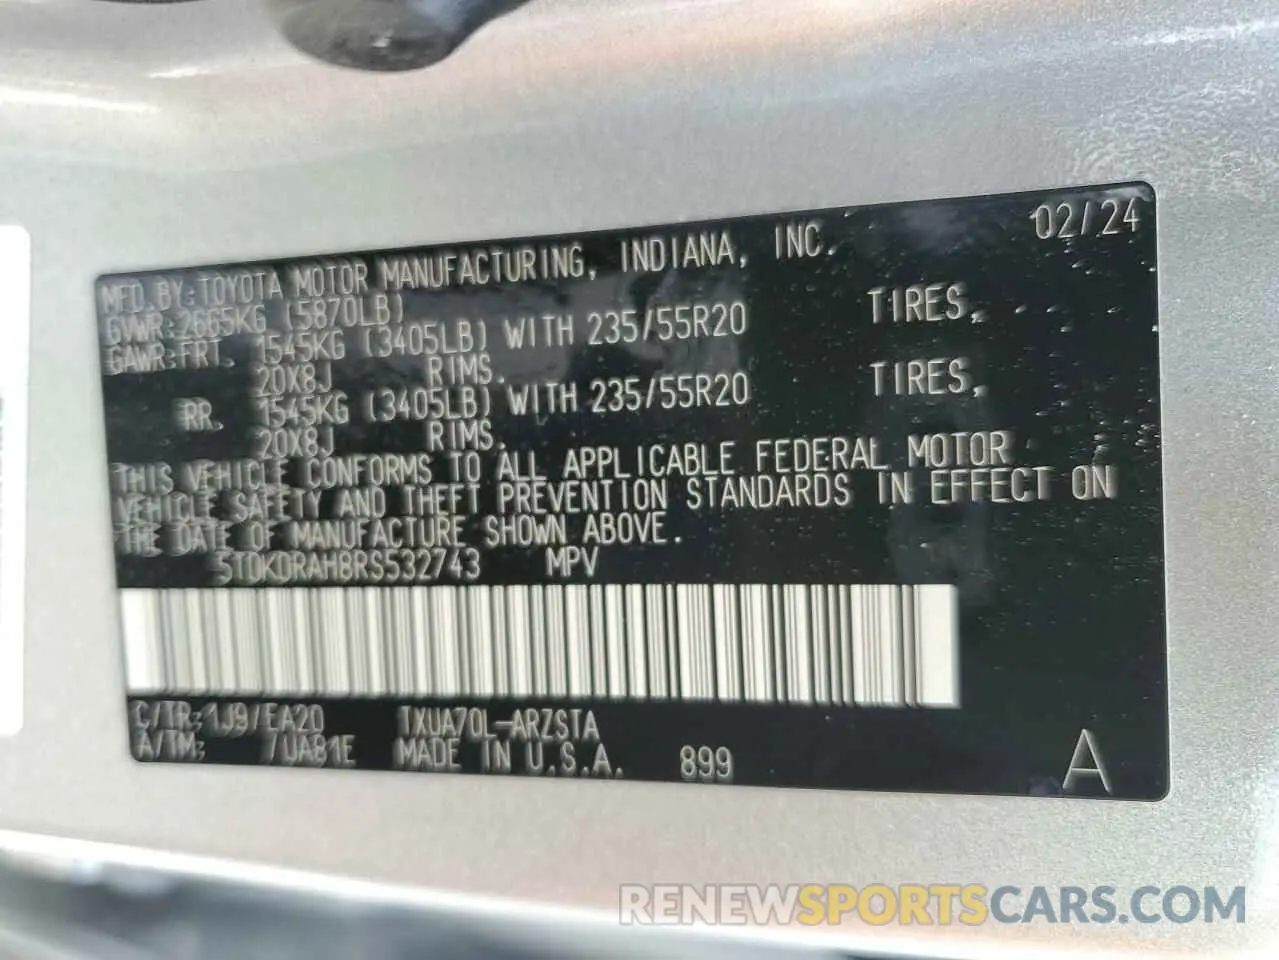 02/24
MFD.BY: TOYOTA MOTOR MANUFACTURING, INDIANA, INC.
GVWR: 2665KG (5870LB)
GAWR: FRT. 1545KG (3405LB) WITH 235/55R20 TIRES,
20X8J RIMS.
RR. 1545KG (3405LB) WITH 235/55R20 TIRES,
20X8J RIMS.
THIS VEHICLE CONFORMS TO ALL APPLICABLE FEDERAL MOTOR
VEHICLE SAFETY AND THEFT PREVENTION STANDARDS IN EFFECT ON
THE DATE OF MANUFACTURE SHOWN ABOVE.
5TDKDRAH8RS532743 MPV
C/TR: 1J9/EA20 TXUA70L-ARZSTA
A/TM: /UA81E MADE IN U.S.A. 899
A
RENEWSPORTSCARS.COM